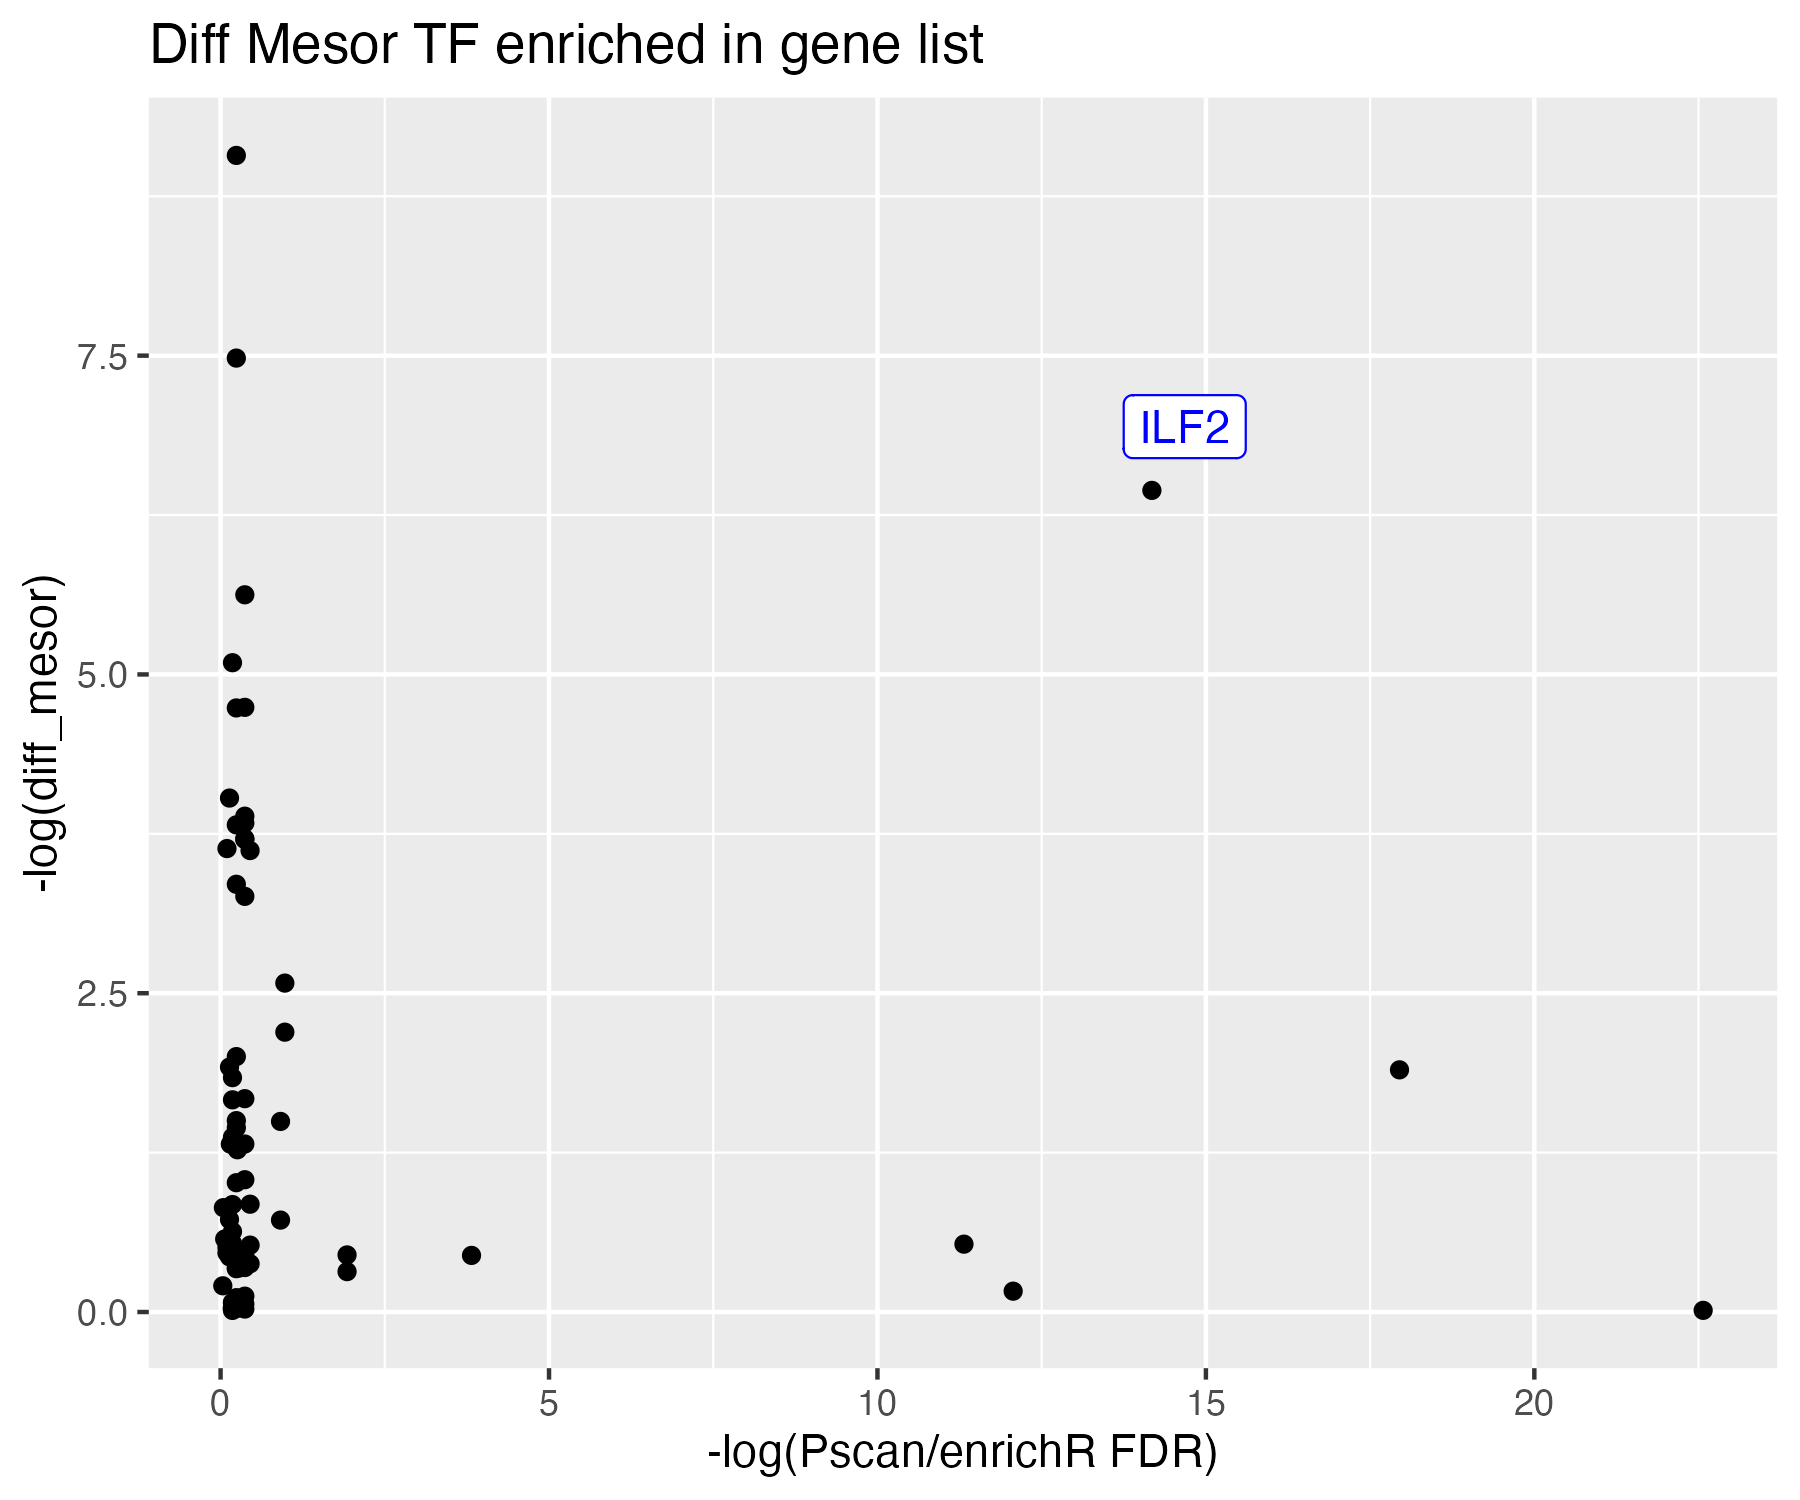 Diff Mesor TF enriched in gene list
ILF2
7.5
5.0
2.5
0.0
-log(diff_mesor)
0 5 10 15 20
-log(Pscan/enrichR FDR)